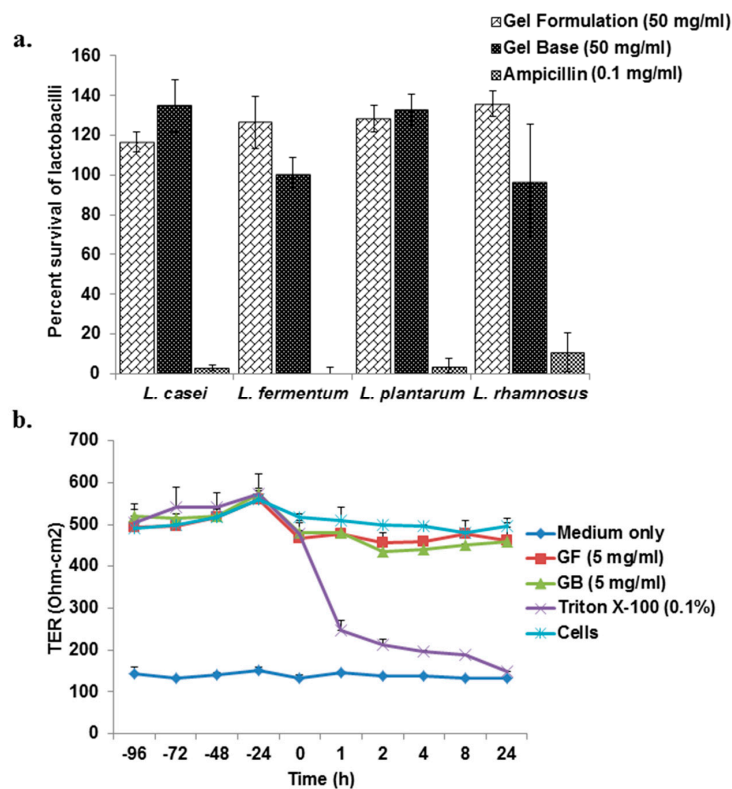 a.
Gel Formulation (50 mg/ml)
Gel Base (50 mg/ml)
Ampicillin (0.1 mg/ml)
Percent survival of lactobacilli
160
140
120
100
80
60
40
20
0
L. casei
L. fermentum
L. plantarum
L. rhamnosus
b.
TER (Ohm-cm2)
700
600
500
400
300
200
100
0
-96 -72 -48 -24 0 1 2 4 8 24
Time (h)
Medium only
GF (5 mg/ml)
GB (5 mg/ml)
Triton X-100 (0.1%)
Cells